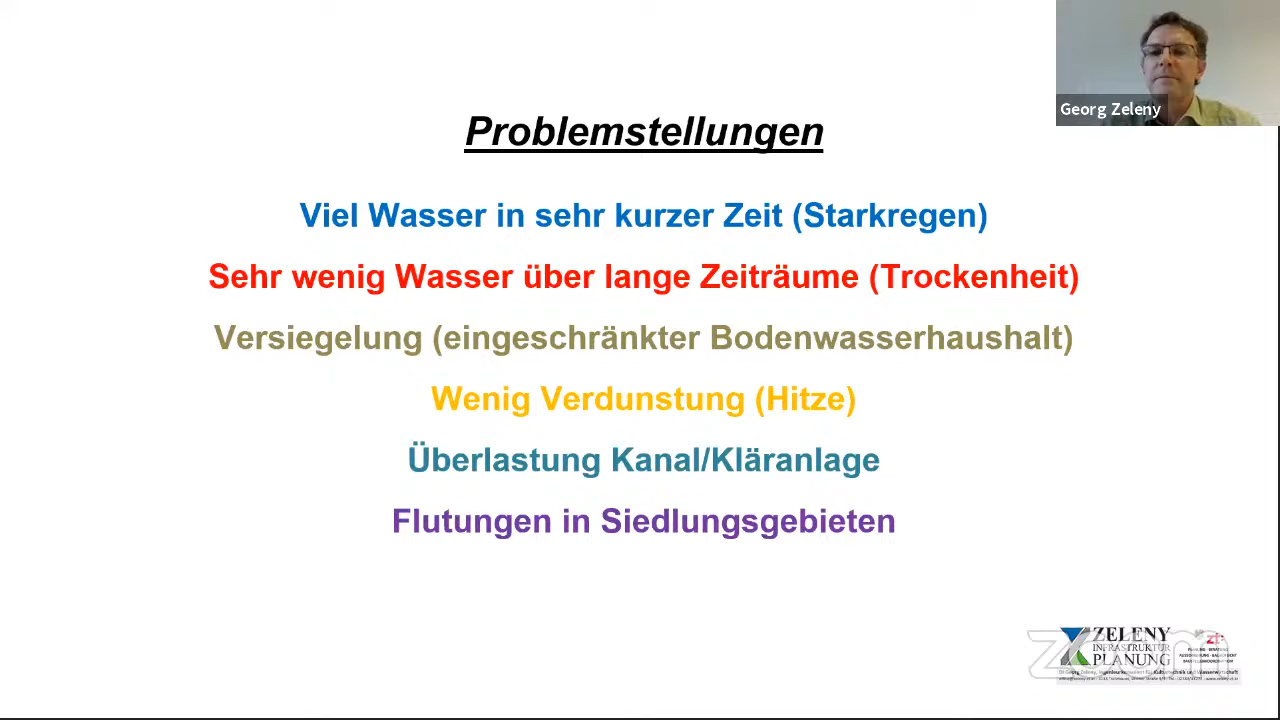 Georg Zeleny
Problemstellungen
Viel Wasser in sehr kurzer Zeit (Starkregen)
Sehr wenig Wasser über lange Zeiträume (Trockenheit)
Versiegelung (eingeschränkter Bodenwasserhaushalt)
Wenig Verdunstung (Hitze)
Überlastung Kanal/Kläranlage
Flutungen in Siedlungsgebieten
ZELENY
INFRASTRUKTUR
PLANUNG
zoom